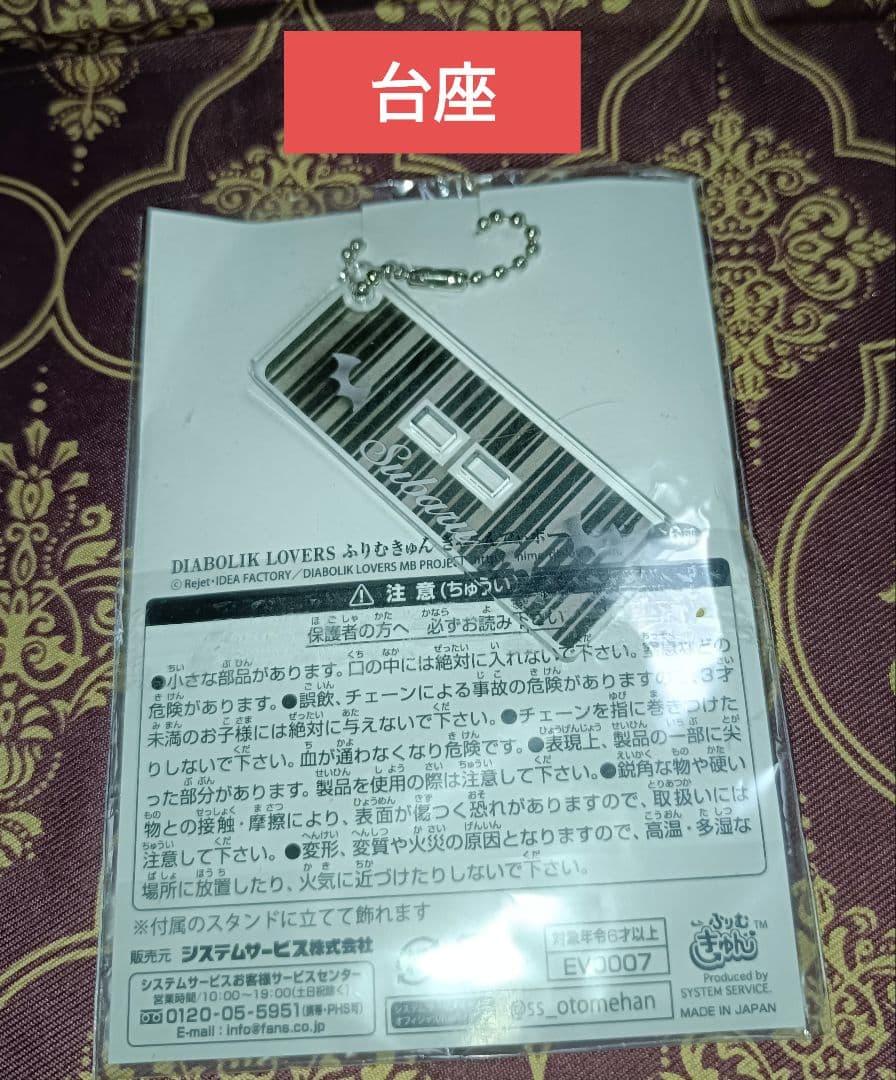 台座
Subaru
DIABOLIK LOVERS ふりむきゅん
© Rejet・IDEA FACTORY／DIABOLIK LOVERS MB PROJECT
注意(ちゅうい)
保護者の方へ 必ずお読み下さい
●小さな部品があります。口の中には絶対に入れないで下さい。窒息などの
危険があります。●誤飲、チェーンによる事故の危険がありますので、3才
未満のお子様には絶対に与えないで下さい。●チェーンを指に巻きつけた
りしないで下さい。血が通わなくなり危険です。●表現上、製品の一部に尖
った部分があります。製品を使用の際は注意して下さい。●鋭角な物や硬い
物との接触・摩擦により、表面が傷つく恐れがありますので、取扱いには
注意して下さい。●変形、変質や火災の原因となりますので、高温・多湿な
場所に放置したり、火気に近づけたりしないで下さい。
※付属のスタンドに立てて飾れます
販売元 システムサービス株式会社
システムサービスお客様サービスセンター
営業時間/10:00～19:00(土日祝除く)
0120-05-5951(携帯・PHS可)
E-mail : info@fans.co.jp
対象年令6才以上
EV0007
@ss_otomehan
ふりむ
きゅん
TM
Produced by
SYSTEM SERVICE.
MADE IN JAPAN